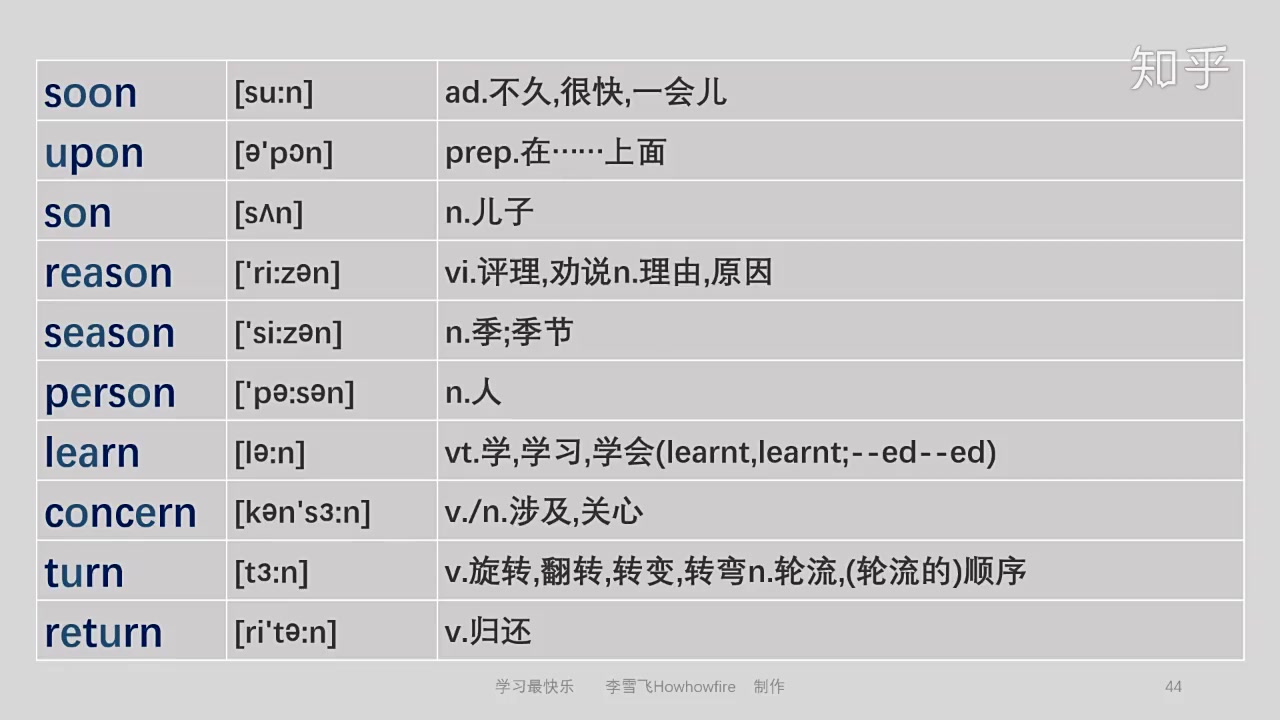 知乎
soon [su:n] ad.不久,很快,一会儿
upon [ə'pɔn] prep.在……上面
son [sʌn] n.儿子
reason ['ri:zən] vi.评理,劝说n.理由,原因
season ['si:zən] n.季;季节
person ['pə:sən] n.人
learn [lə:n] vt.学,学习,学会(learnt,learnt;--ed--ed)
concern [kən'sɜ:n] v./n.涉及,关心
turn [tɜ:n] v.旋转,翻转,转变,转弯n.轮流,(轮流的)顺序
return [ri'tə:n] v.归还
学习最快乐 李雪飞Howhowfire 制作 44